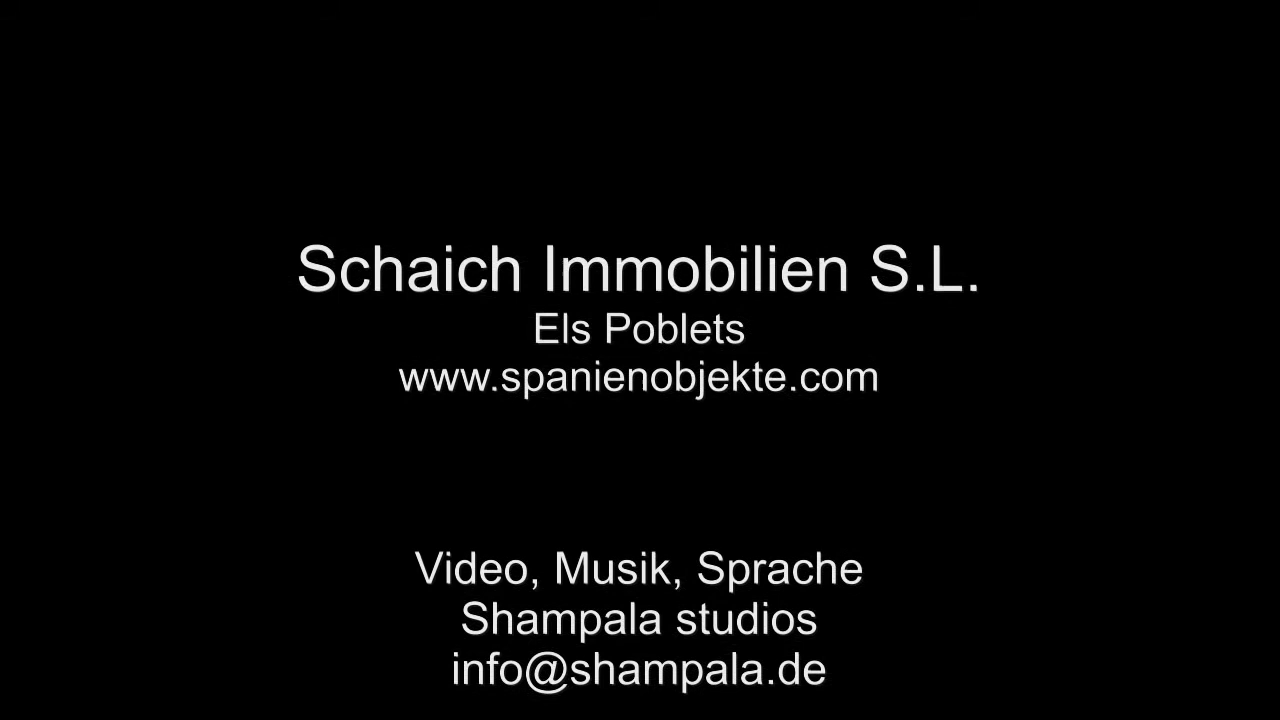 Schaich Immobilien S.L.
Els Poblets
www.spanienobjekte.com
Video, Musik, Sprache
Shampala studios
info@shampala.de